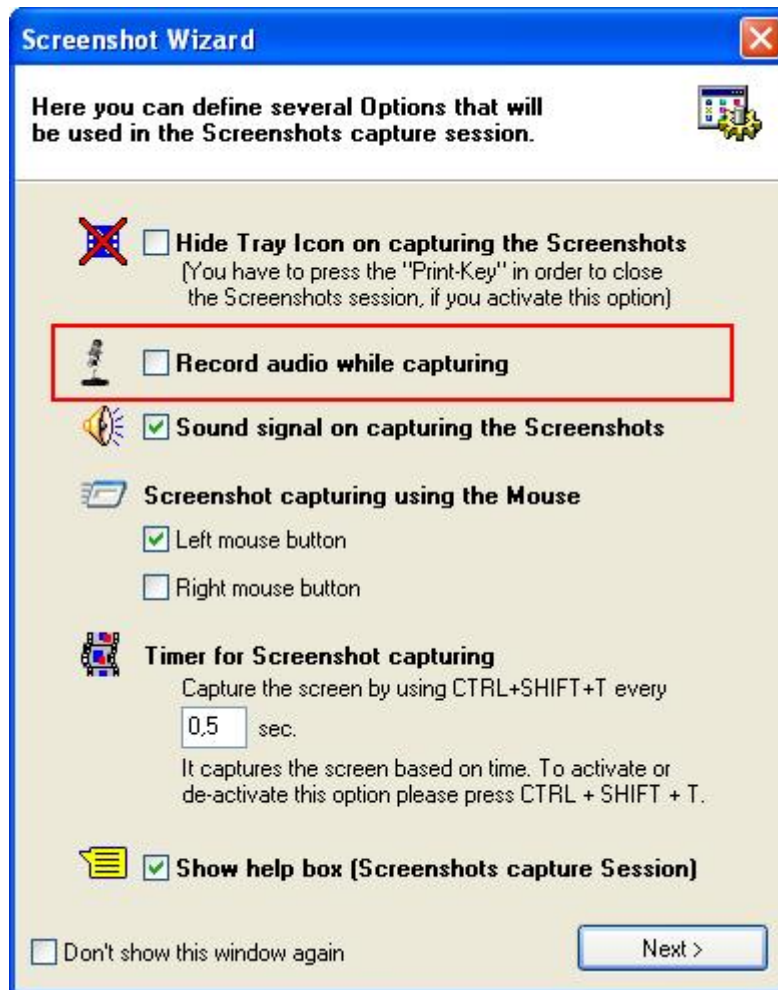 Screenshot Wizard
Here you can define several Options that will
be used in the Screenshots capture session.
Hide Tray Icon on capturing the Screenshots
(You have to press the "Print-Key" in order to close
the Screenshots session, if you activate this option)
Record audio while capturing
Sound signal on capturing the Screenshots
Screenshot capturing using the Mouse
Left mouse button
Right mouse button
Timer for Screenshot capturing
Capture the screen by using CTRL+SHIFT+T every
0,5 sec.
It captures the screen based on time. To activate or
de-activate this option please press CTRL + SHIFT + T.
Show help box (Screenshots capture Session)
Don't show this window again
Next >